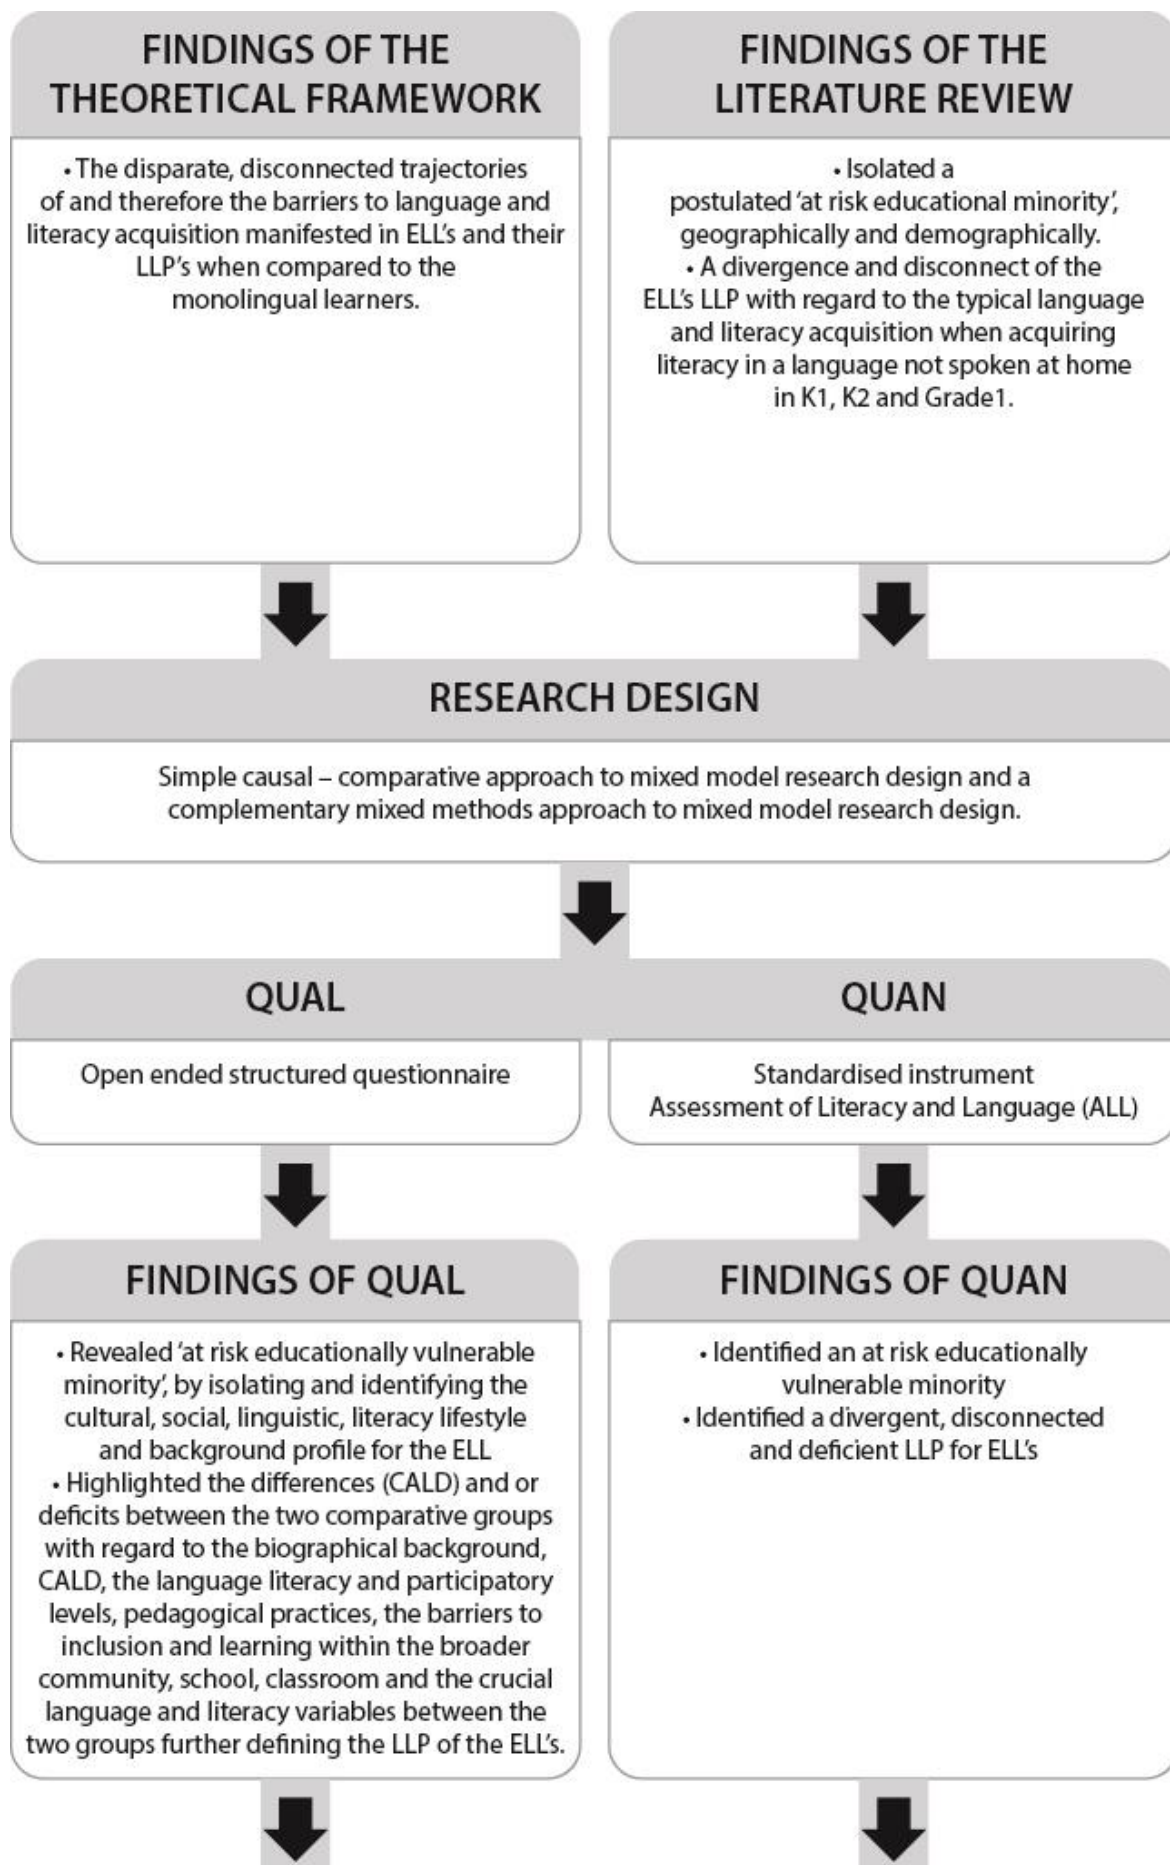 FINDINGS OF THE
THEORETICAL FRAMEWORK
• The disparate, disconnected trajectories
of and therefore the barriers to language and
literacy acquisition manifested in ELL's and their
LLP's when compared to the
monolingual learners.
FINDINGS OF THE
LITERATURE REVIEW
• Isolated a
postulated 'at risk educational minority',
geographically and demographically.
• A divergence and disconnect of the
ELL's LLP with regard to the typical language
and literacy acquisition when acquiring
literacy in a language not spoken at home
in K1, K2 and Grade1.
RESEARCH DESIGN
Simple causal – comparative approach to mixed model research design and a
complementary mixed methods approach to mixed model research design.
QUAL
Open ended structured questionnaire
QUAN
Standardised instrument
Assessment of Literacy and Language (ALL)
FINDINGS OF QUAL
• Revealed 'at risk educationally vulnerable
minority', by isolating and identifying the
cultural, social, linguistic, literacy lifestyle
and background profile for the ELL
• Highlighted the differences (CALD) and or
deficits between the two comparative groups
with regard to the biographical background,
CALD, the language literacy and participatory
levels, pedagogical practices, the barriers to
inclusion and learning within the broader
community, school, classroom and the crucial
language and literacy variables between the
two groups further defining the LLP of the ELL's.
FINDINGS OF QUAN
• Identified an at risk educationally
vulnerable minority
• Identified a divergent, disconnected
and deficient LLP for ELL's